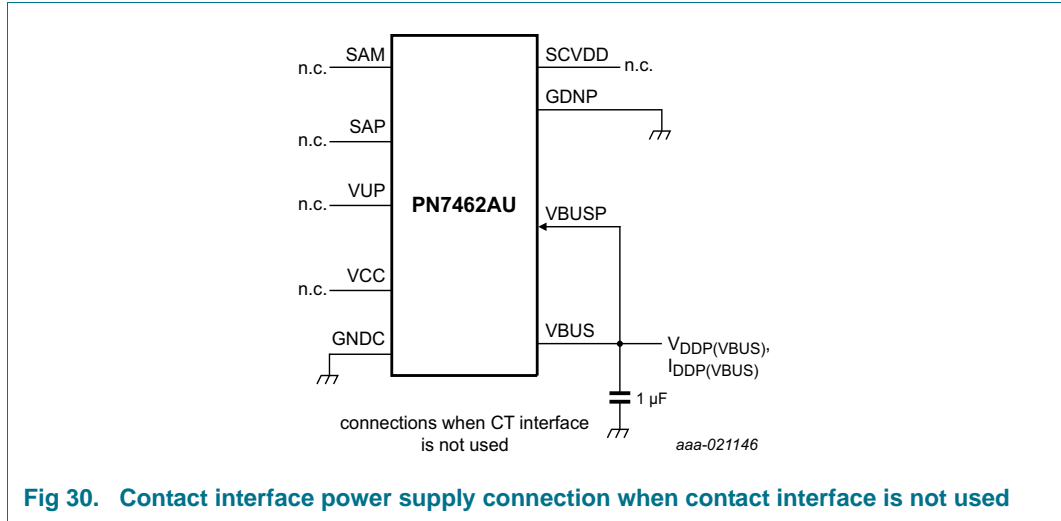 SAM
n.c.
SCVDD
n.c.
GDNP
SAP
n.c.
VUP
n.c.
PN7462AU
VBUSP
VCC
n.c.
GNDC
VBUS
VDDP(VBUS),
IDDP(VBUS)
1 µF
connections when CT interface
is not used
aaa-021146
Fig 30. Contact interface power supply connection when contact interface is not used